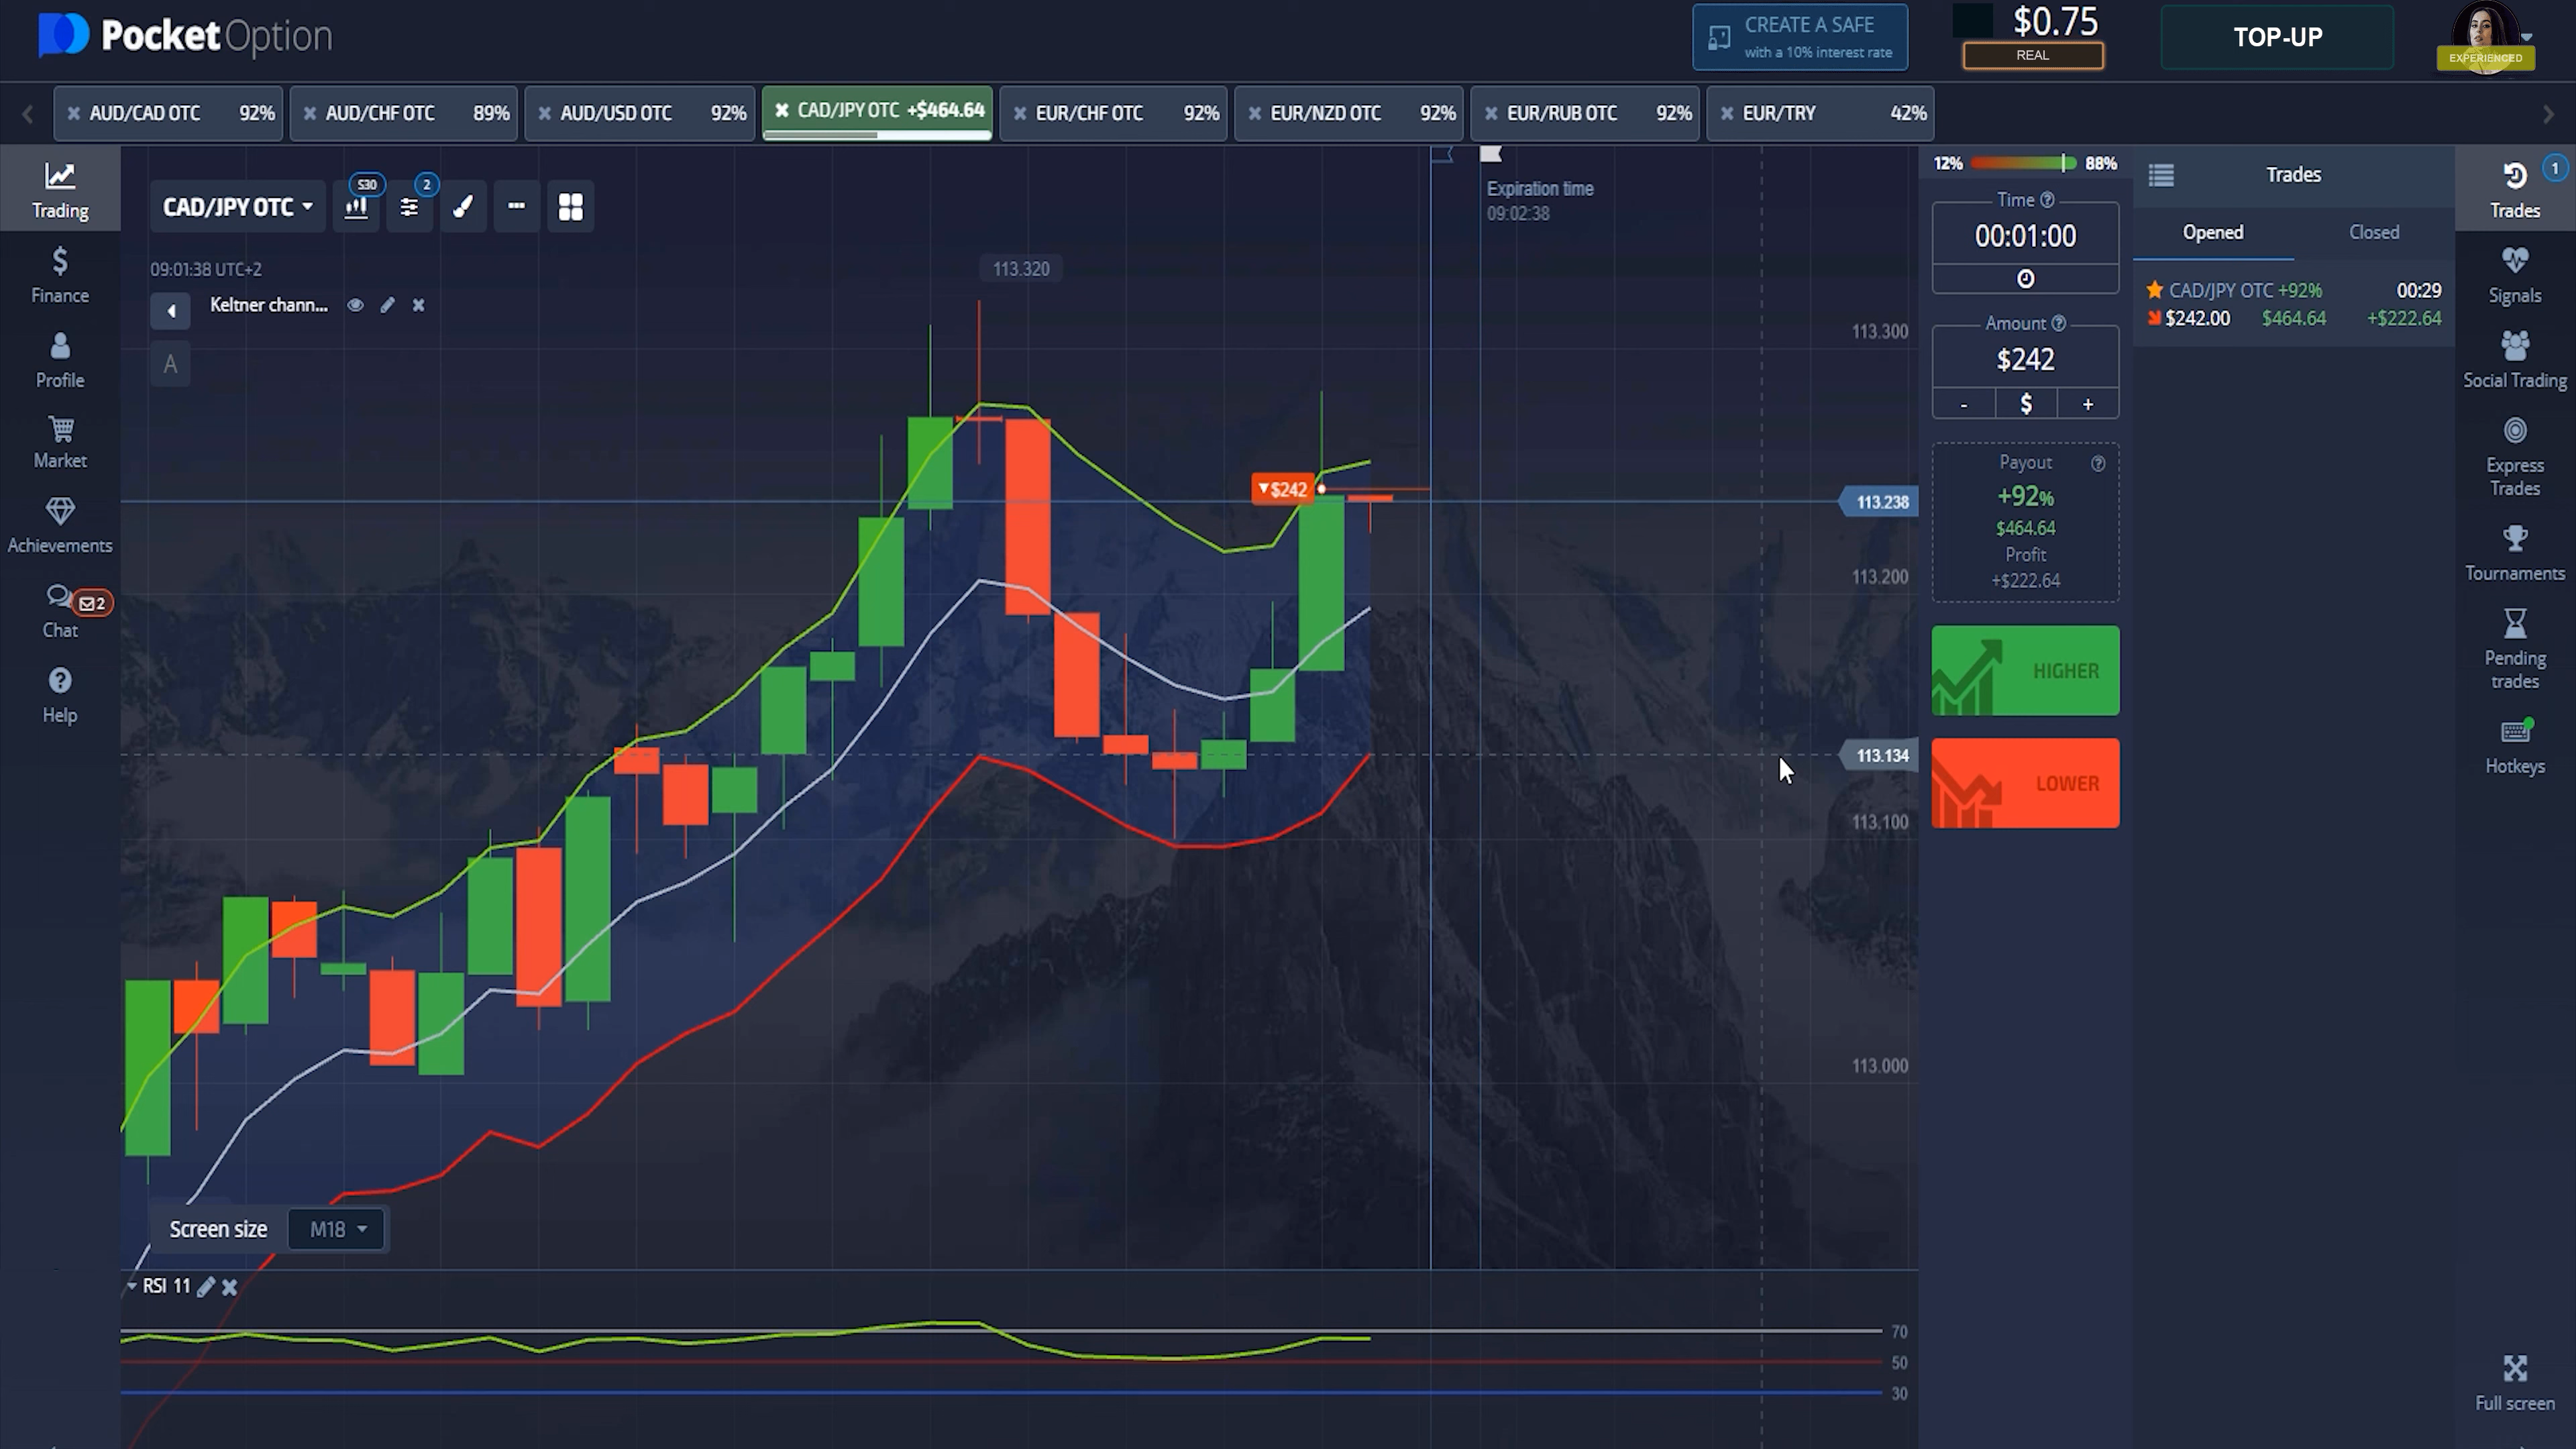 PocketOption
CREATE A SAFE
with a 10% interest rate
$0.75
REAL
TOP-UP
EXPERIENCED
AUD/CAD OTC 92%
AUD/CHF OTC 89%
AUD/USD OTC 92%
CAD/JPY OTC +$464.64
EUR/CHF OTC 92%
EUR/NZD OTC 92%
EUR/RUB OTC 92%
EUR/TRY 42%
Trading
Finance
Profile
Market
Achievements
2
Chat
Help
CAD/JPY OTC
S30
2
09:01:38 UTC+2
Keltner chann...
A
113.320
Expiration time
09:02:38
113.300
$242
113.238
113.200
113.134
113.100
113.000
Screen size M18
RSI 11
70
50
30
12% 88%
Time
00:01:00
Amount
$242
- $ +
Payout
+92%
$464.64
Profit
+$222.64
HIGHER
LOWER
Trades
Opened Closed
CAD/JPY OTC +92% 00:29
$242.00 $464.64 +$222.64
1
Trades
Signals
Social Trading
Express
Trades
Tournaments
Pending
trades
Hotkeys
Full screen